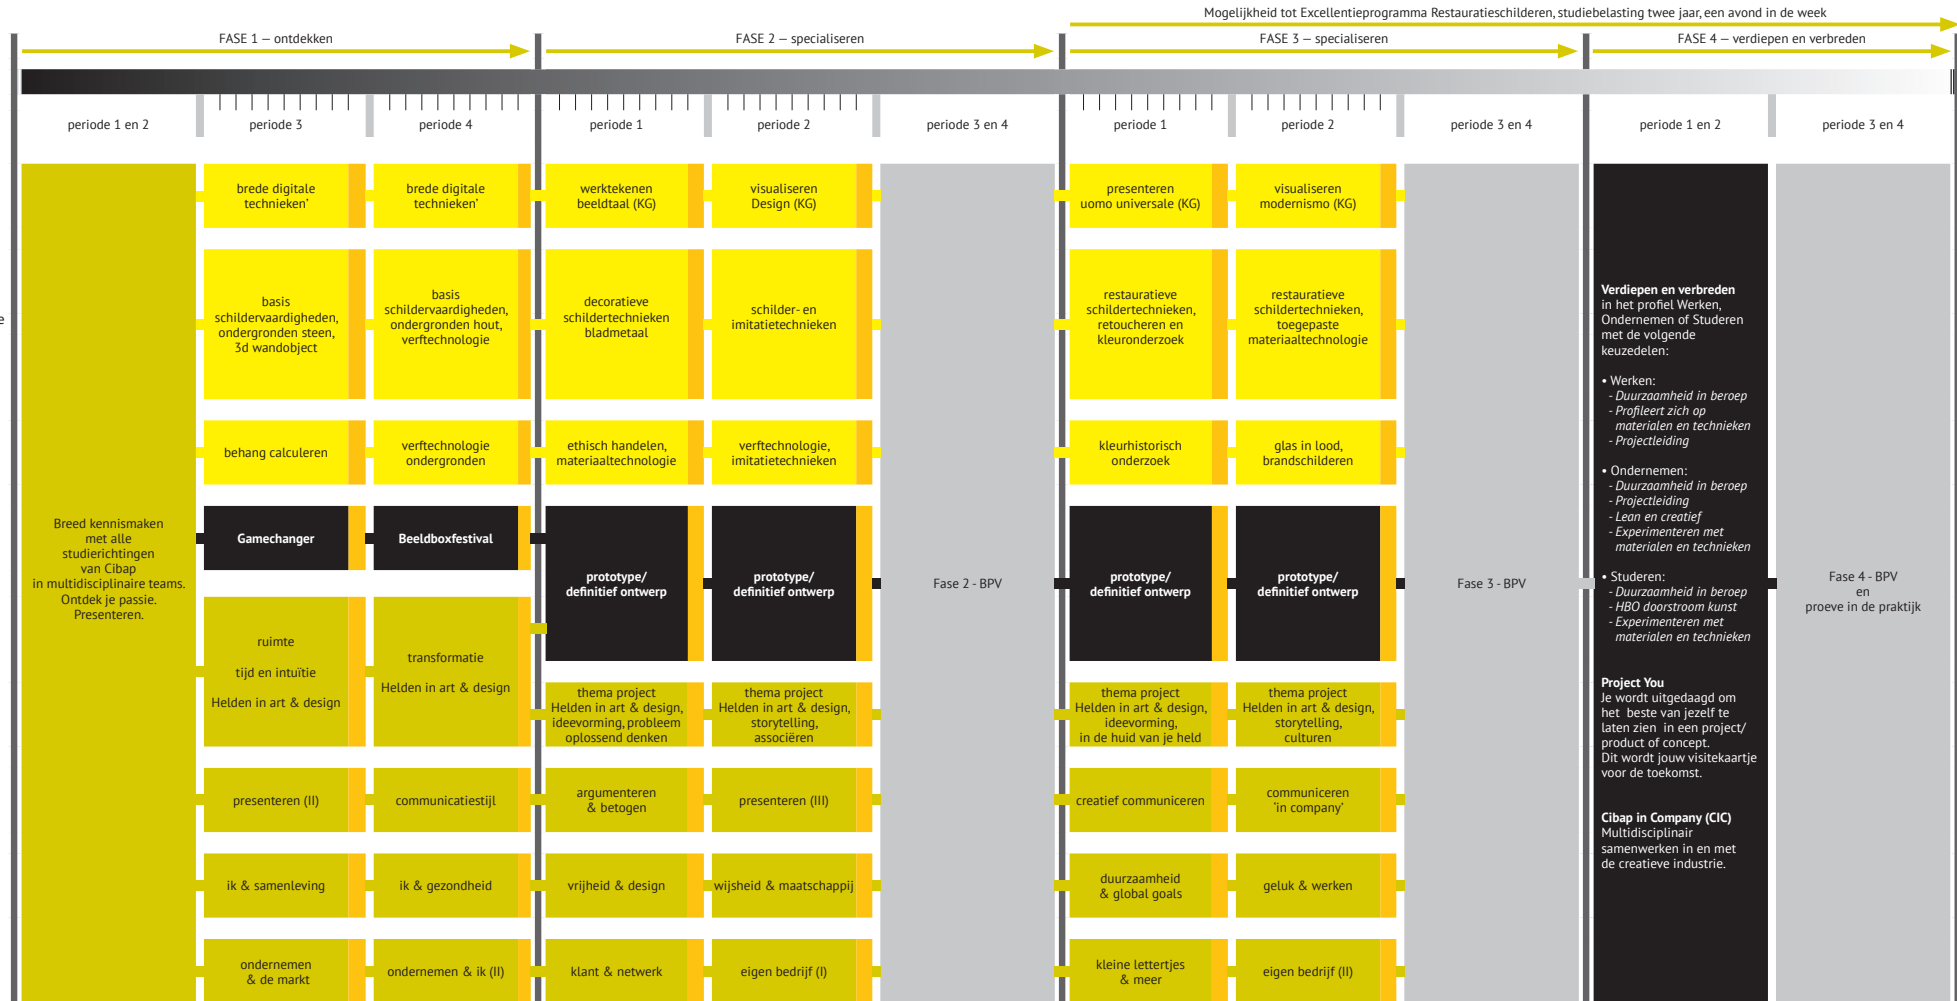 Mogelijkheid tot Excellentieprogramma Restauratieschilderen, studiebelasting twee jaar, een avond in de week
FASE 1 — ontdekken
FASE 2 — specialiseren
FASE 3 — specialiseren
FASE 4 — verdiepen en verbreden
periode 1 en 2
periode 3
periode 4
periode 1
periode 2
periode 3 en 4
periode 1
periode 2
periode 3 en 4
periode 1 en 2
periode 3 en 4
e
Breed kennismaken
met alle
studierichtingen
van Cibap
in multidisciplinaire teams.
Ontdek je passie.
Presenteren.
brede digitale
technieken'
basis
schildervaardigheden,
ondergronden steen,
3d wandobject
behang calculeren
Gamechanger
ruimte
tijd en intuïtie
Helden in art & design
presenteren (II)
ik & samenleving
ondernemen
& de markt
brede digitale
technieken'
basis
schildervaardigheden,
ondergronden hout,
verftechnologie
verftechnologie
ondergronden
Beeldboxfestival
transformatie
Helden in art & design
communicatiestijl
ik & gezondheid
ondernemen & ik (II)
werktekenen
beeldtaal (KG)
decoratieve
schildertechnieken
bladmetaal
ethisch handelen,
materiaaltechnologie
prototype/
definitief ontwerp
thema project
Helden in art & design,
ideevorming, probleem
oplossend denken
argumenteren
& betogen
vrijheid & design
klant & netwerk
visualiseren
Design (KG)
schilder- en
imitatietechnieken
verftechnologie,
imitatietechnieken
prototype/
definitief ontwerp
thema project
Helden in art & design,
storytelling,
associëren
presenteren (III)
wijsheid & maatschappij
eigen bedrijf (I)
Fase 2 - BPV
presenteren
uomo universale (KG)
restauratieve
schildertechnieken,
retoucheren en
kleuronderzoek
kleurhistorisch
onderzoek
prototype/
definitief ontwerp
thema project
Helden in art & design,
ideevorming,
in de huid van je held
creatief communiceren
duurzaamheid
& global goals
kleine lettertjes
& meer
visualiseren
modernismo (KG)
restauratieve
schildertechnieken,
toegepaste
materiaaltechnologie
glas in lood,
brandschilderen
prototype/
definitief ontwerp
thema project
Helden in art & design,
storytelling,
culturen
communiceren
'in company'
geluk & werken
eigen bedrijf (II)
Fase 3 - BPV
Verdiepen en verbreden
in het profiel Werken,
Ondernemen of Studeren
met de volgende
keuzedelen:
• Werken:
- Duurzaamheid in beroep
- Profileert zich op
materialen en technieken
- Projectleiding
• Ondernemen:
- Duurzaamheid in beroep
- Projectleiding
- Lean en creatief
- Experimenteren met
materialen en technieken
• Studeren:
- Duurzaamheid in beroep
- HBO doorstroom kunst
- Experimenteren met
materialen en technieken
Project You
Je wordt uitgedaagd om
het beste van jezelf te
laten zien in een project/
product of concept.
Dit wordt jouw visitekaartje
voor de toekomst.
Cibap in Company (CIC)
Multidisciplinair
samenwerken in en met
de creatieve industrie.
Fase 4 - BPV
en
proeve in de praktijk